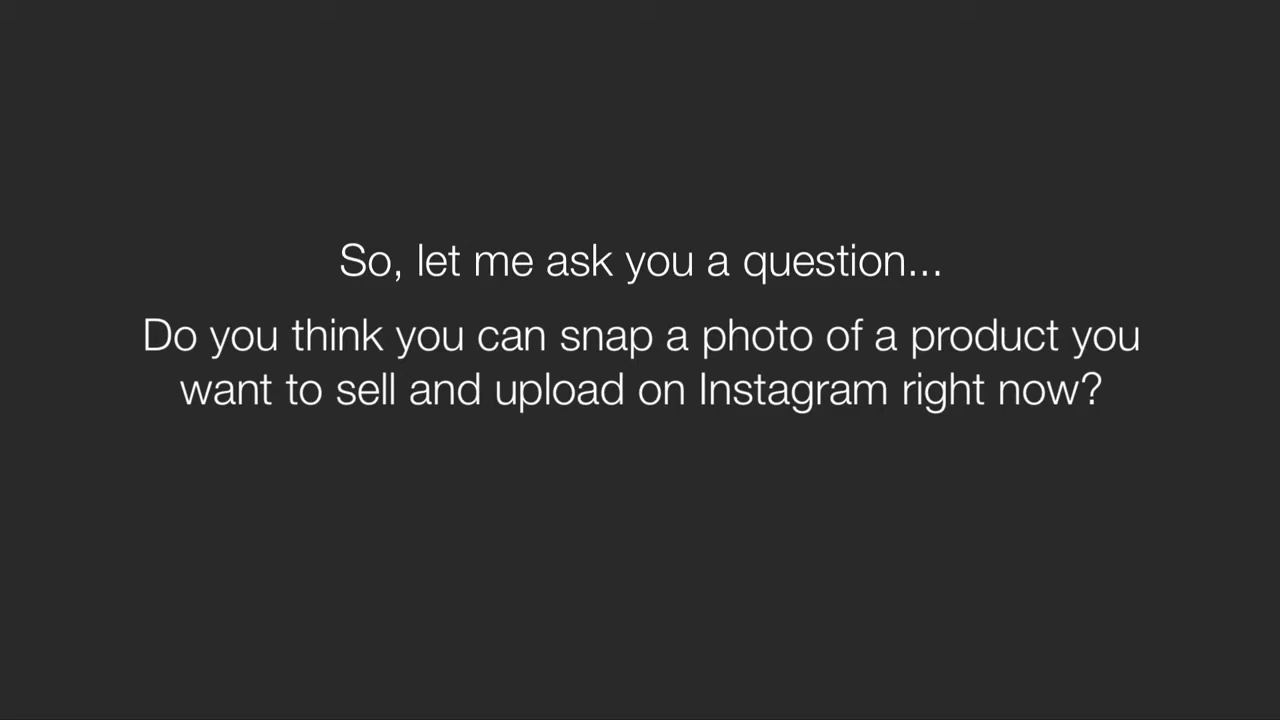 So, let me ask you a question...
Do you think you can snap a photo of a product you
want to sell and upload on Instagram right now?